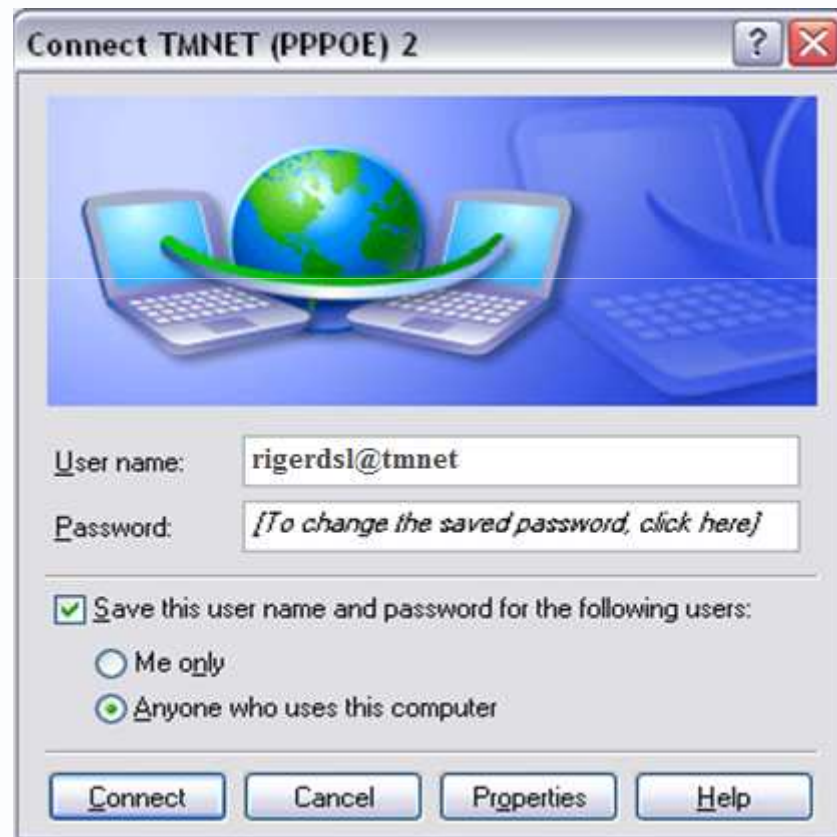 Connect TMNET (PPPOE) 2
User name:
rigerdsl@tmnet
Password:
[To change the saved password, click here]
Save this user name and password for the following users:
Me only
Anyone who uses this computer
Connect Cancel Properties Help